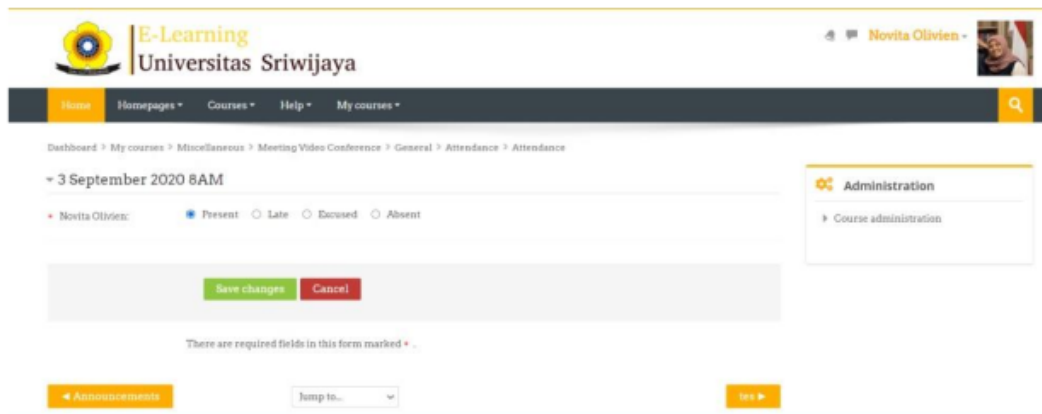 E-Learning
Universitas Sriwijaya
Novita Olivien
Home Homepages Courses Help My courses
Dashboard > My courses > Miscellaneous > Meeting Video Conference > General > Attendance > Attendance
3 September 2020 8AM
Novita Olivien: Present Late Excused Absent
Save changes Cancel
There are required fields in this form marked * .
◄ Announcements Jump to... tes ►
Administration
Course administration